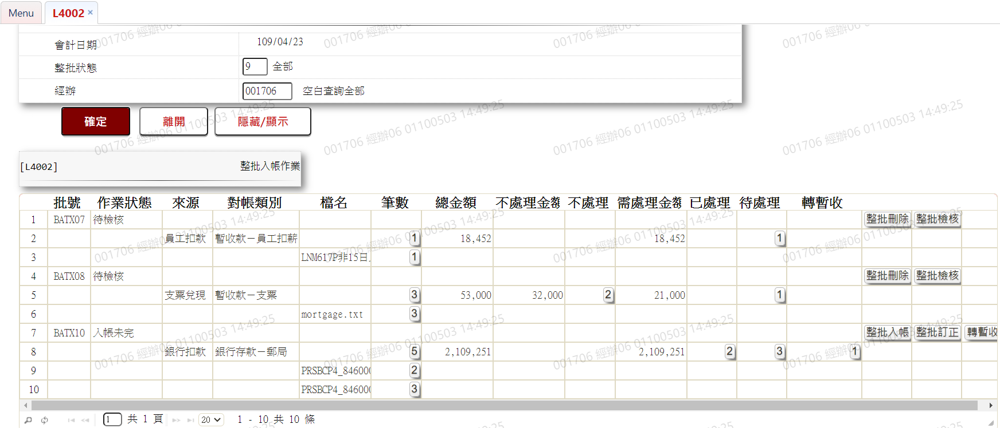 Menu L4002 ×
會計日期 109/04/23
整批狀態 9 全部
經辦 001706 空白查詢全部
確定 離開 隱藏/顯示
[L4002] 整批入帳作業
批號 作業狀態 來源 對帳類別 檔名 筆數 總金額 不處理金額 不處理 需處理金額 已處理 待處理 轉暫收
1 BATX07 待檢核 整批刪除 整批檢核
2 員工扣款 暫收款－員工扣薪 1 18,452 18,452 1
3 LNM617P非15日. 1
4 BATX08 待檢核 整批刪除 整批檢核
5 支票兌現 暫收款－支票 3 53,000 32,000 2 21,000 1
6 mortgage.txt 3
7 BATX10 入帳未完 整批入帳 整批訂正 轉暫收
8 銀行扣款 銀行存款－郵局 5 2,109,251 2,109,251 2 3 1
9 PRSBCP4_846000 2
10 PRSBCP4_846000 3
1 共 1 頁 20 1 - 10 共 10 條
001706 經辦06 01100503 14:49:25